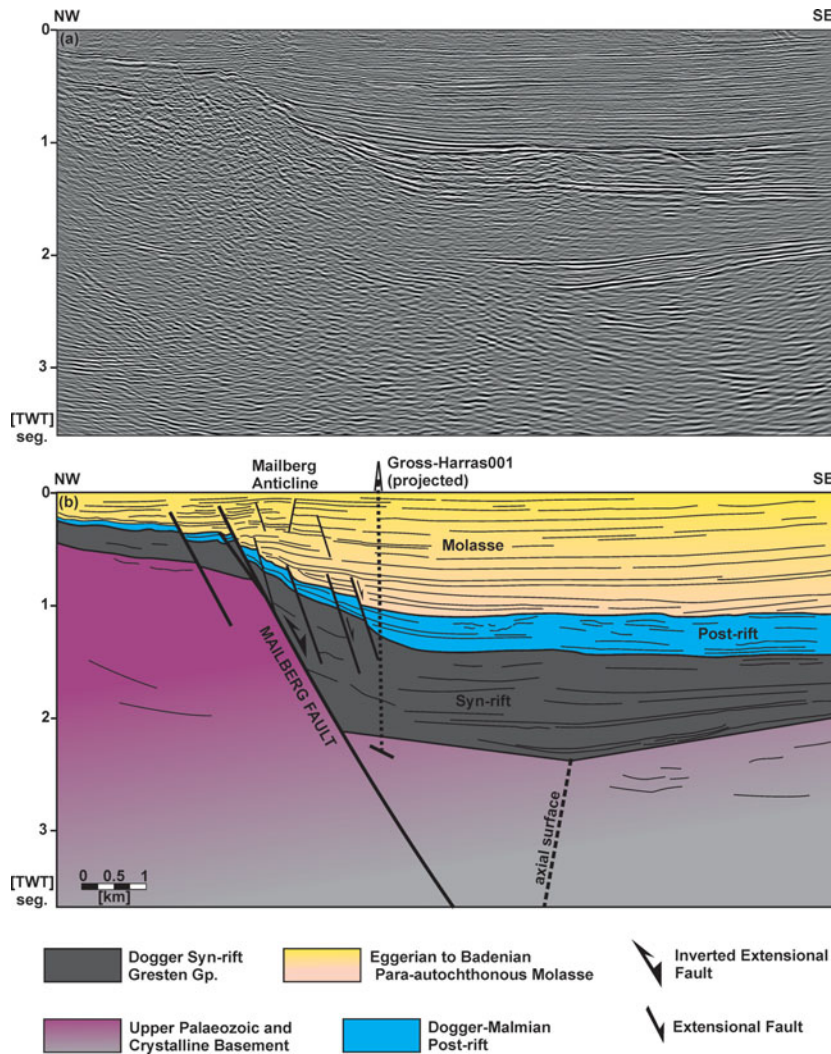 NW
SE
0
(a)
1
2
3
[TWT]
seg.
Mailberg
Anticline
Gross-Harras001
(projected)
NW
SE
0
(b)
Molasse
1
Post-rift
MAILBERG FAULT
Syn-rift
2
axial surface
3
0 0.5 1
[km]
[TWT]
seg.
Dogger Syn-rift
Gresten Gp.
Eggerian to Badenian
Para-autochthonous Molasse
Inverted Extensional
Fault
Upper Palaeozoic and
Crystalline Basement
Dogger-Malmian
Post-rift
Extensional Fault